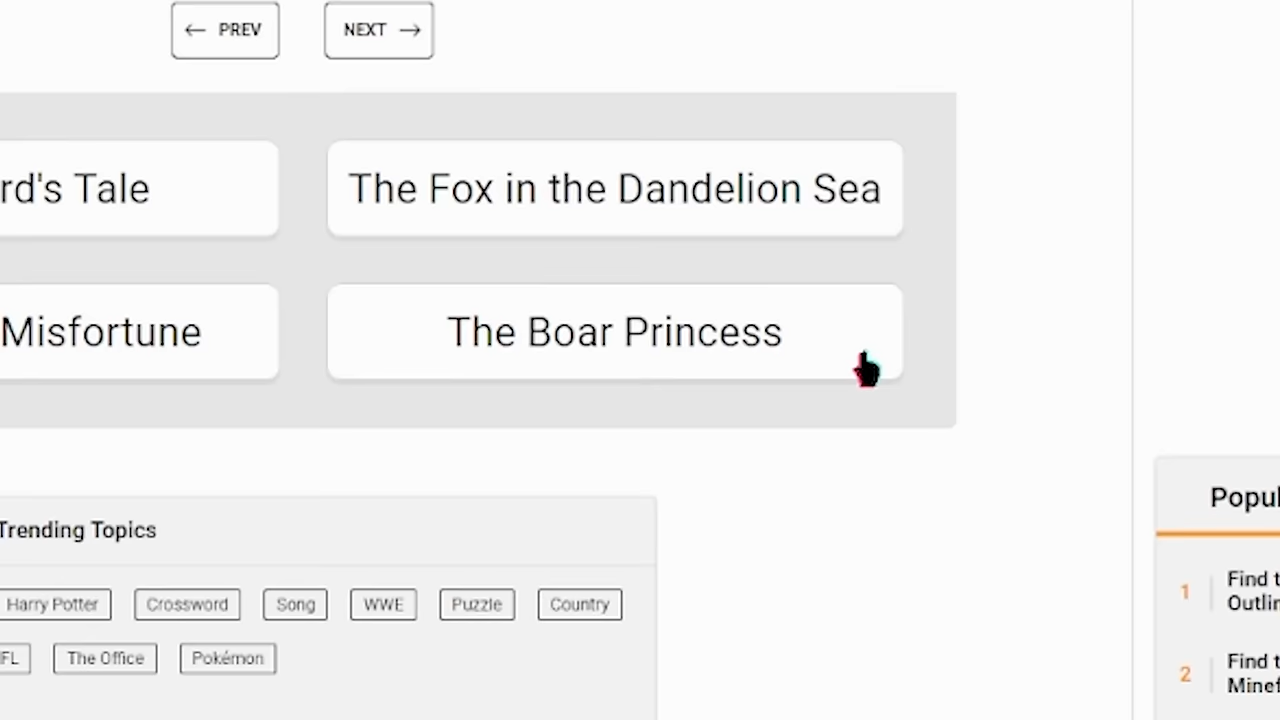 PREV
NEXT
rd's Tale
The Fox in the Dandelion Sea
Misfortune
The Boar Princess
Trending Topics
Harry Potter
Crossword
Song
WWE
Puzzle
Country
FL
The Office
Pokémon
Popul
1
Find t
Outlin
2
Find t
Minef